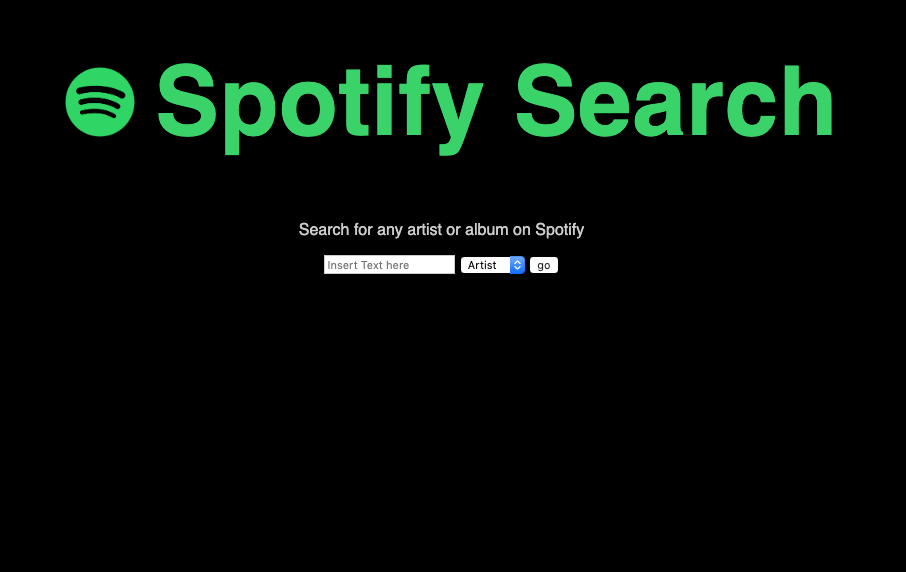 Spotify Search
Search for any artist or album on Spotify
Insert Text here Artist go